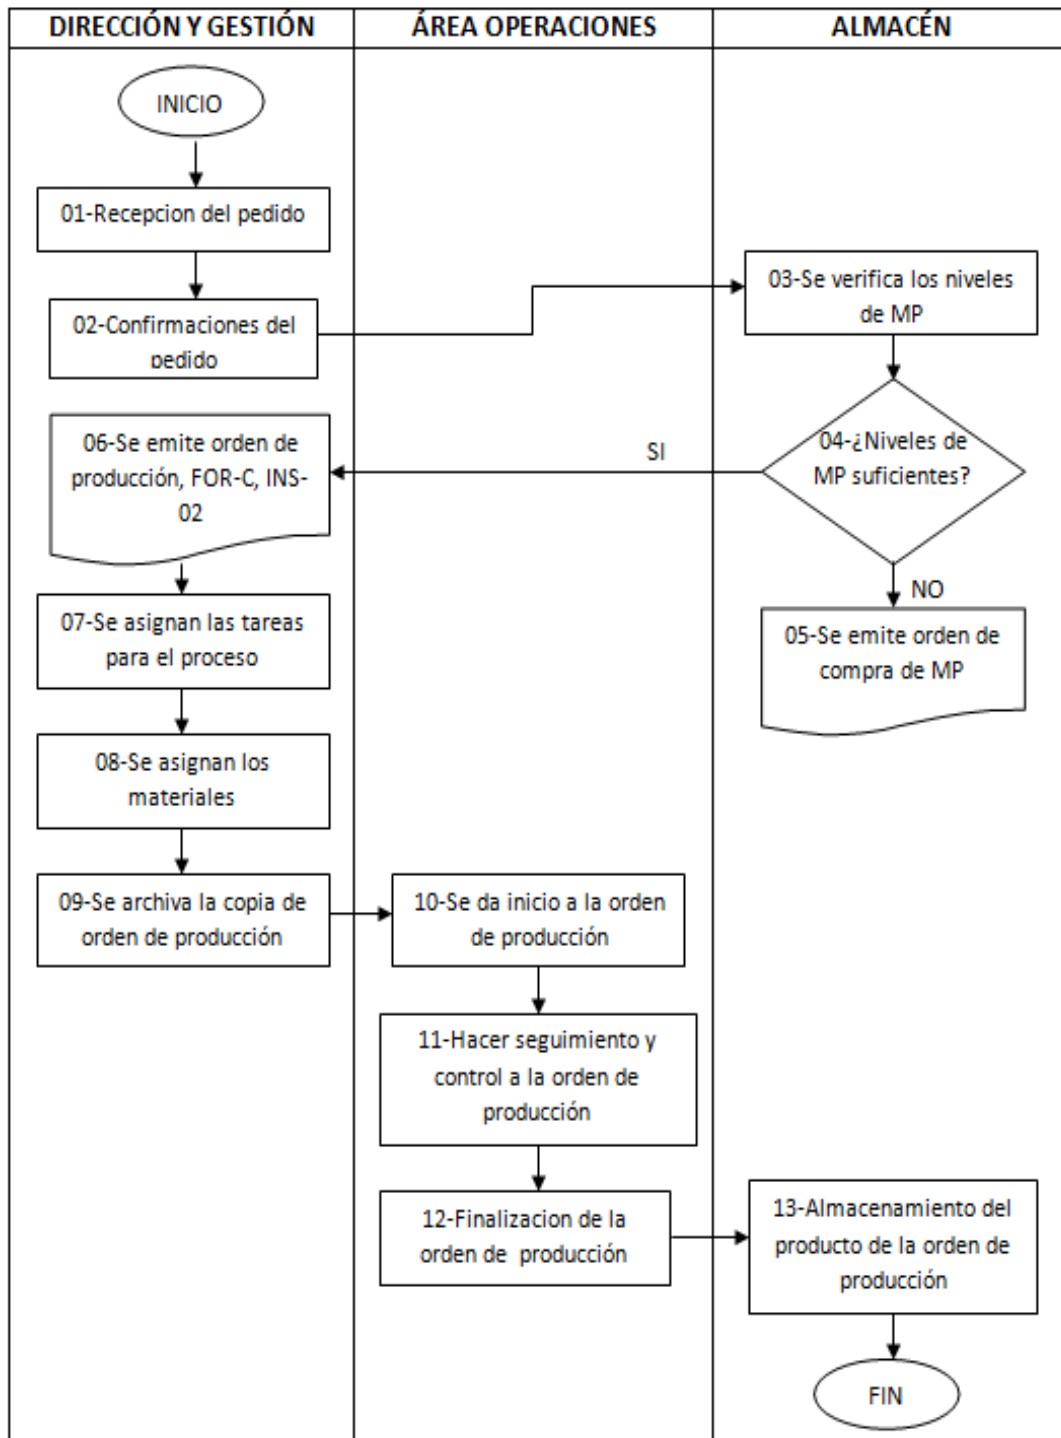 DIRECCIÓN Y GESTIÓN
ÁREA OPERACIONES
ALMACÉN
INICIO
01-Recepcion del pedido
02-Confirmaciones del
pedido
03-Se verifica los niveles
de MP
04-¿Niveles de
MP suficientes?
SI
NO
05-Se emite orden de
compra de MP
06-Se emite orden de
producción, FOR-C, INS-
02
07-Se asignan las tareas
para el proceso
08-Se asignan los
materiales
09-Se archiva la copia de
orden de producción
10-Se da inicio a la orden
de producción
11-Hacer seguimiento y
control a la orden de
producción
12-Finalizacion de la
orden de  producción
13-Almacenamiento del
producto de la orden de
producción
FIN